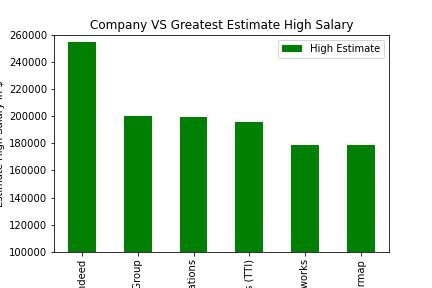 Company VS Greatest Estimate High Salary
High Estimate
260000
240000
220000
200000
180000
160000
140000
120000
100000
ndeed
Group
ations
s (TTI)
works
rmap